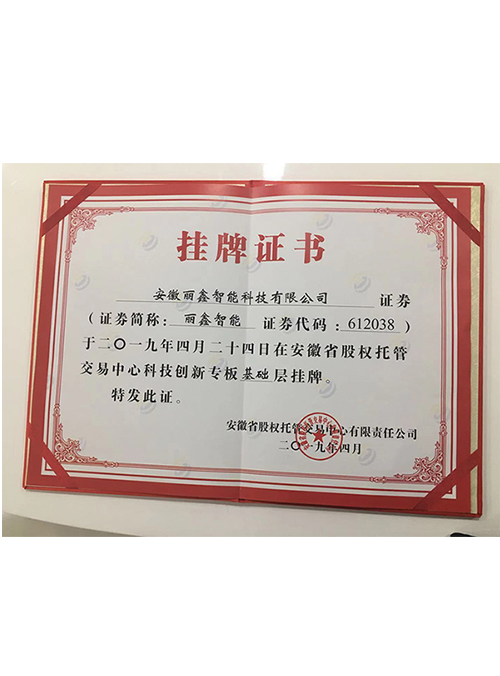 挂牌证书
安徽丽鑫智能科技有限公司 证券
（证券简称：丽鑫智能 证券代码：612038）
于二〇一九年四月二十四日在安徽省股权托管
交易中心科技创新专板基础层挂牌。
特发此证。
安徽省股权托管交易中心有限责任公司
二〇一九年四月